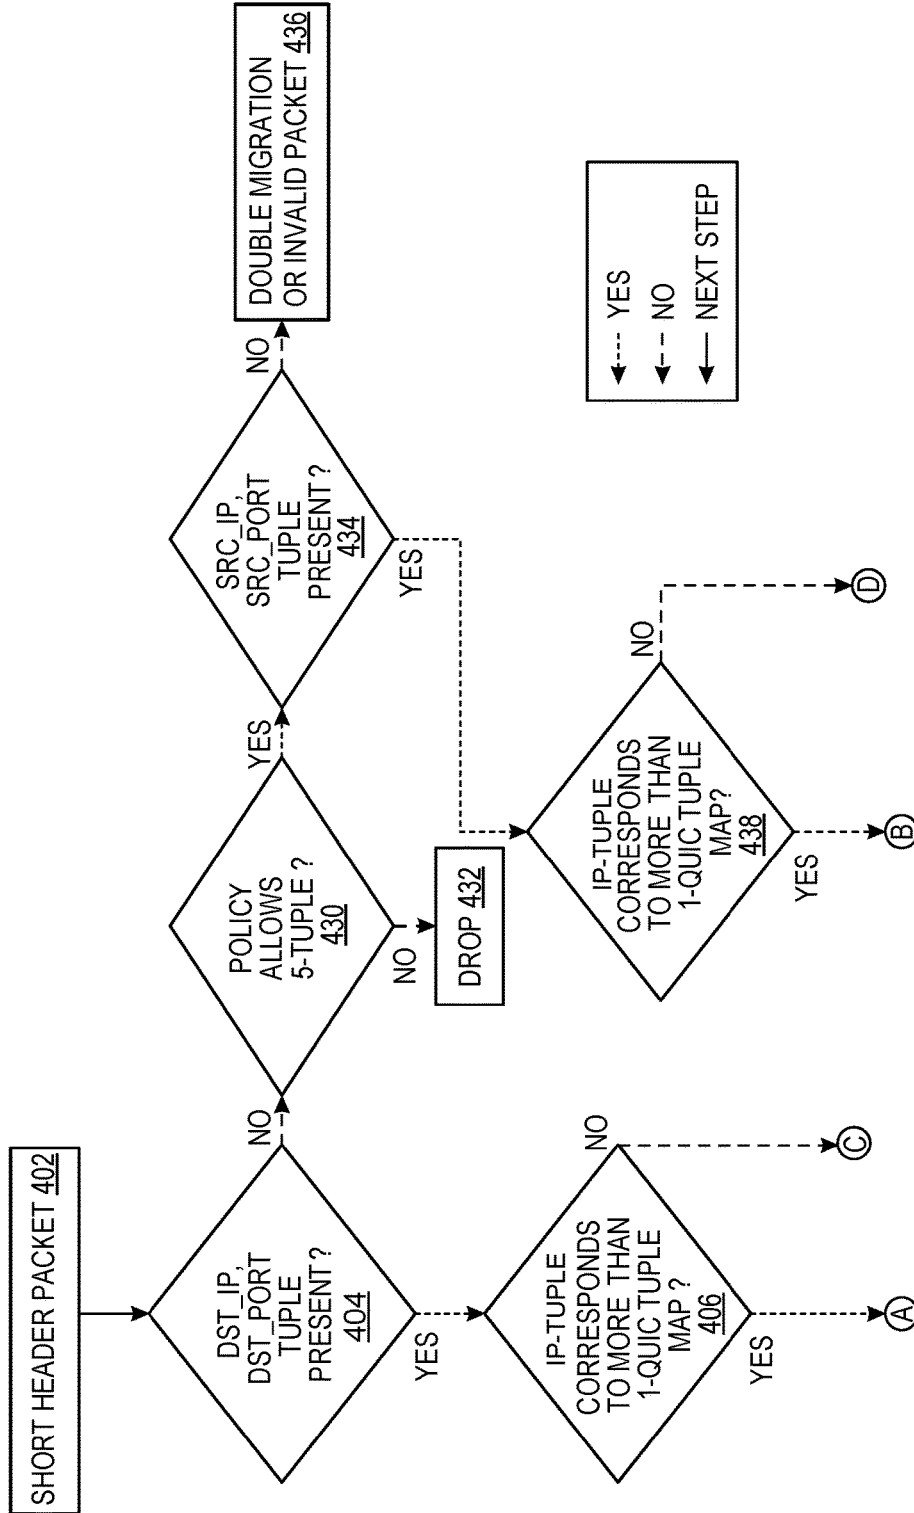 SHORT HEADER PACKET 402
DST_IP,
DST_PORT
TUPLE
PRESENT?
404
NO
YES
IP-TUPLE
CORRESPONDS
TO MORE THAN
1-QUIC TUPLE
MAP ?
406
NO
YES
A
C
POLICY
ALLOWS
5-TUPLE ?
430
YES
NO
DROP 432
SRC_IP,
SRC_PORT
TUPLE
PRESENT ?
434
NO
YES
DOUBLE MIGRATION
OR INVALID PACKET 436
IP-TUPLE
CORRESPONDS
TO MORE THAN
1-QUIC TUPLE
MAP?
438
NO
YES
B
D
YES
NO
NEXT STEP